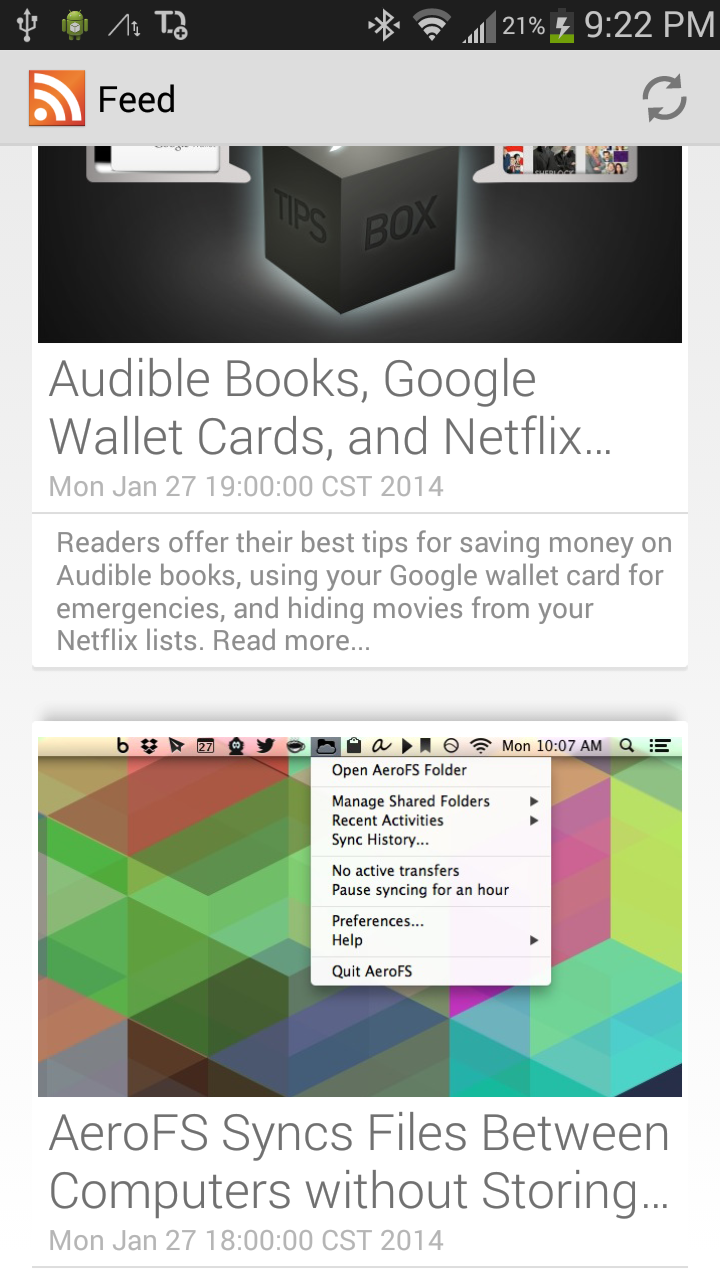 21% 9:22 PM
Feed
TIPS BOX
SHERLOCK
Audible Books, Google
Wallet Cards, and Netflix...
Mon Jan 27 19:00:00 CST 2014
Readers offer their best tips for saving money on
Audible books, using your Google wallet card for
emergencies, and hiding movies from your
Netflix lists. Read more...
27 Mon 10:07 AM
Open AeroFS Folder
Manage Shared Folders
Recent Activities
Sync History...
No active transfers
Pause syncing for an hour
Preferences...
Help
Quit AeroFS
AeroFS Syncs Files Between
Computers without Storing...
Mon Jan 27 18:00:00 CST 2014